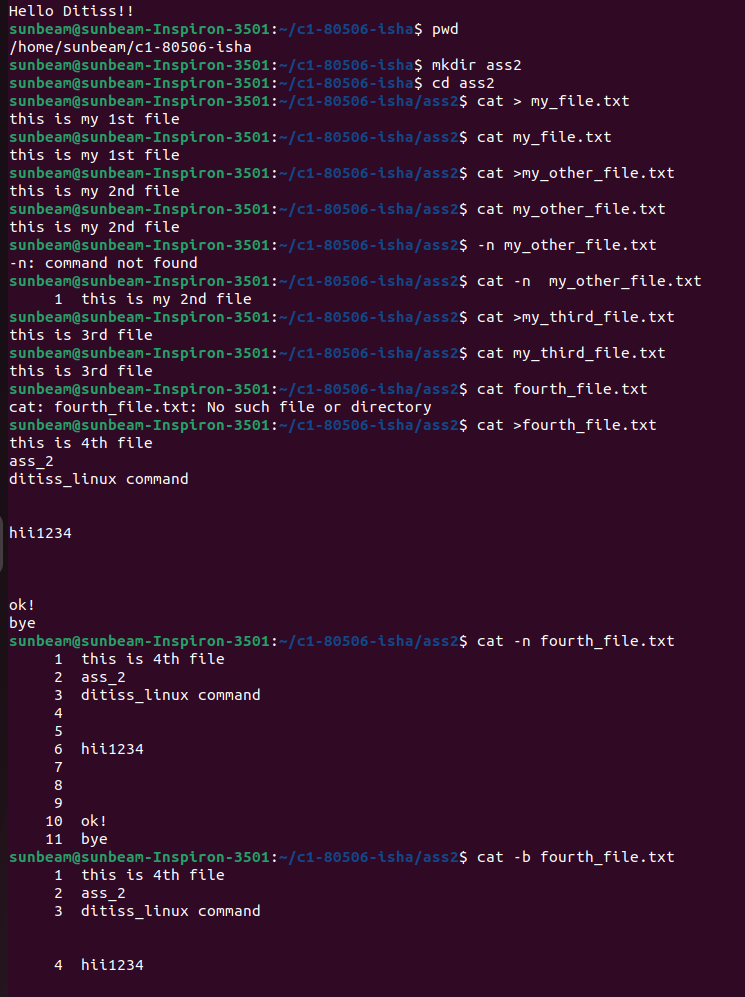 Hello Ditiss!!
sunbeam@sunbeam-Inspiron-3501:~/c1-80506-isha$ pwd
/home/sunbeam/c1-80506-isha
sunbeam@sunbeam-Inspiron-3501:~/c1-80506-isha$ mkdir ass2
sunbeam@sunbeam-Inspiron-3501:~/c1-80506-isha$ cd ass2
sunbeam@sunbeam-Inspiron-3501:~/c1-80506-isha/ass2$ cat > my_file.txt
this is my 1st file
sunbeam@sunbeam-Inspiron-3501:~/c1-80506-isha/ass2$ cat my_file.txt
this is my 1st file
sunbeam@sunbeam-Inspiron-3501:~/c1-80506-isha/ass2$ cat >my_other_file.txt
this is my 2nd file
sunbeam@sunbeam-Inspiron-3501:~/c1-80506-isha/ass2$ cat my_other_file.txt
this is my 2nd file
sunbeam@sunbeam-Inspiron-3501:~/c1-80506-isha/ass2$ -n my_other_file.txt
-n: command not found
sunbeam@sunbeam-Inspiron-3501:~/c1-80506-isha/ass2$ cat -n  my_other_file.txt
     1  this is my 2nd file
sunbeam@sunbeam-Inspiron-3501:~/c1-80506-isha/ass2$ cat >my_third_file.txt
this is 3rd file
sunbeam@sunbeam-Inspiron-3501:~/c1-80506-isha/ass2$ cat my_third_file.txt
this is 3rd file
sunbeam@sunbeam-Inspiron-3501:~/c1-80506-isha/ass2$ cat fourth_file.txt
cat: fourth_file.txt: No such file or directory
sunbeam@sunbeam-Inspiron-3501:~/c1-80506-isha/ass2$ cat >fourth_file.txt
this is 4th file
ass_2
ditiss_linux command
hii1234
ok!
bye
sunbeam@sunbeam-Inspiron-3501:~/c1-80506-isha/ass2$ cat -n fourth_file.txt
     1  this is 4th file
     2  ass_2
     3  ditiss_linux command
     4
     5
     6  hii1234
     7
     8
     9
    10  ok!
    11  bye
sunbeam@sunbeam-Inspiron-3501:~/c1-80506-isha/ass2$ cat -b fourth_file.txt
     1  this is 4th file
     2  ass_2
     3  ditiss_linux command
     4  hii1234